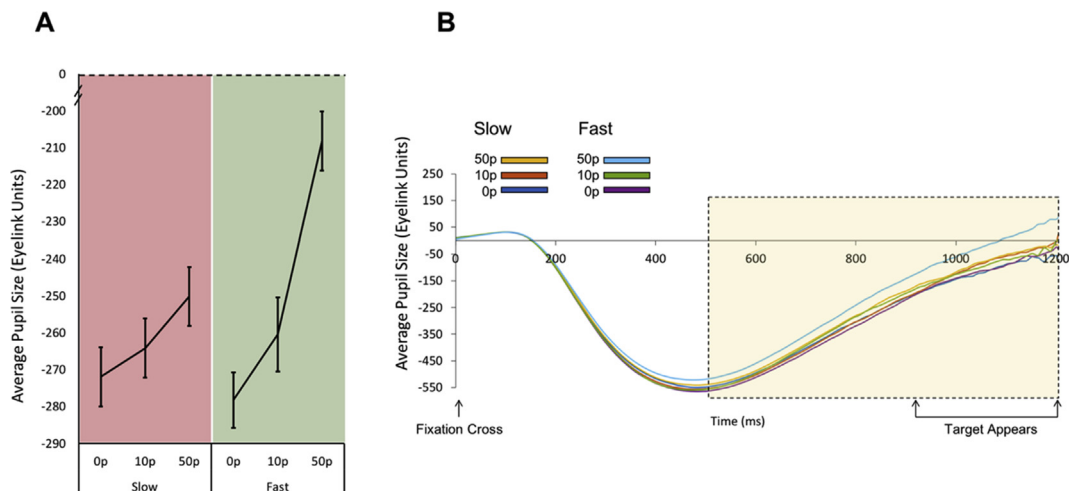 A
Average Pupil Size (Eyelink Units)
0
-200
-210
-220
-230
-240
-250
-260
-270
-280
-290
0p 10p 50p 0p 10p 50p
Slow Fast
B
Slow Fast
50p 50p
10p 10p
0p 0p
Average Pupil Size (Eyelink Units)
250
150
50
-50
-150
-250
-350
-450
-550
0 200 400 600 800 1000 1200
Time (ms)
Fixation Cross
Target Appears